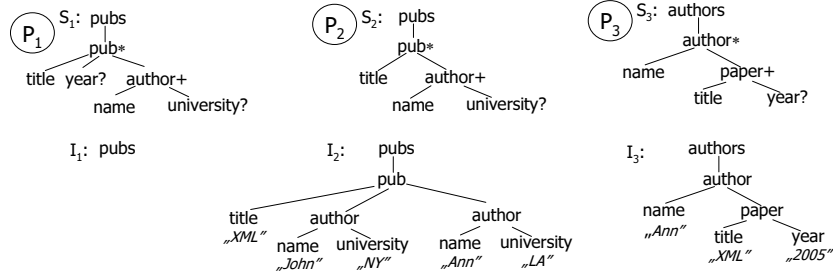 P1 S1: pubs P2 S2: pubs P3 S3: authors
pub* pub* author*
title year? author+ title author+ name paper+
name university? name university? title year?
I1: pubs I2: pubs I3: authors
pub author
title author author name paper
„XML” „Ann”
name university name university title year
„John” „NY” „Ann” „LA” „XML” „2005”